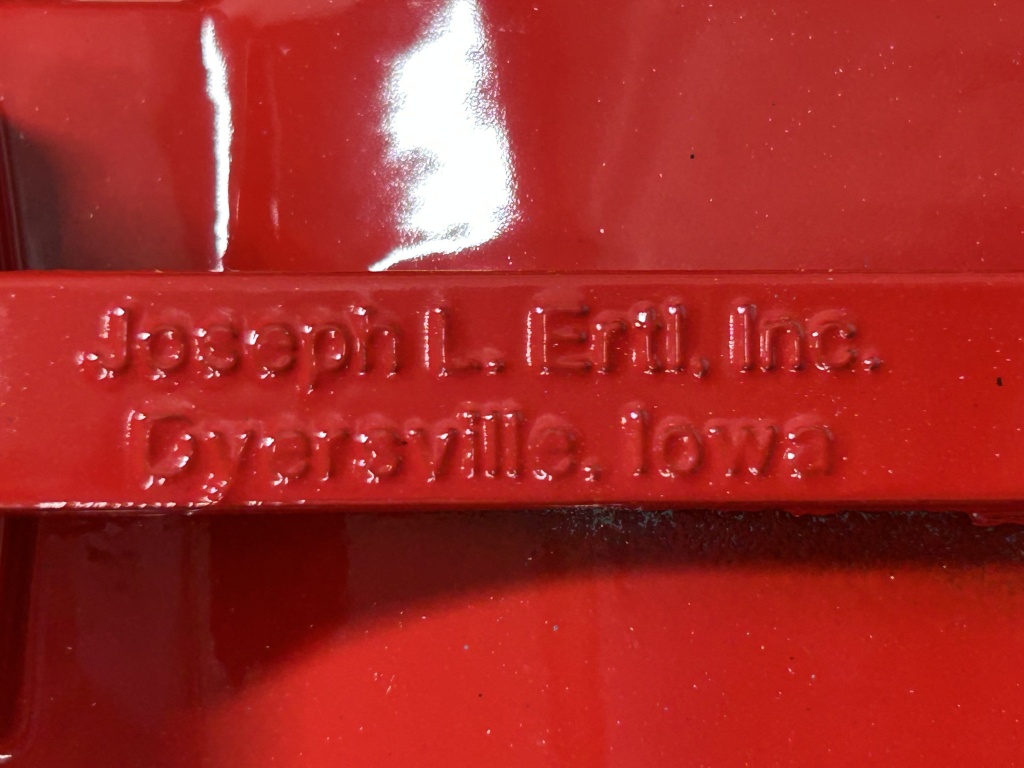 Joseph L. Ertl, Inc.
Dyersville, Iowa